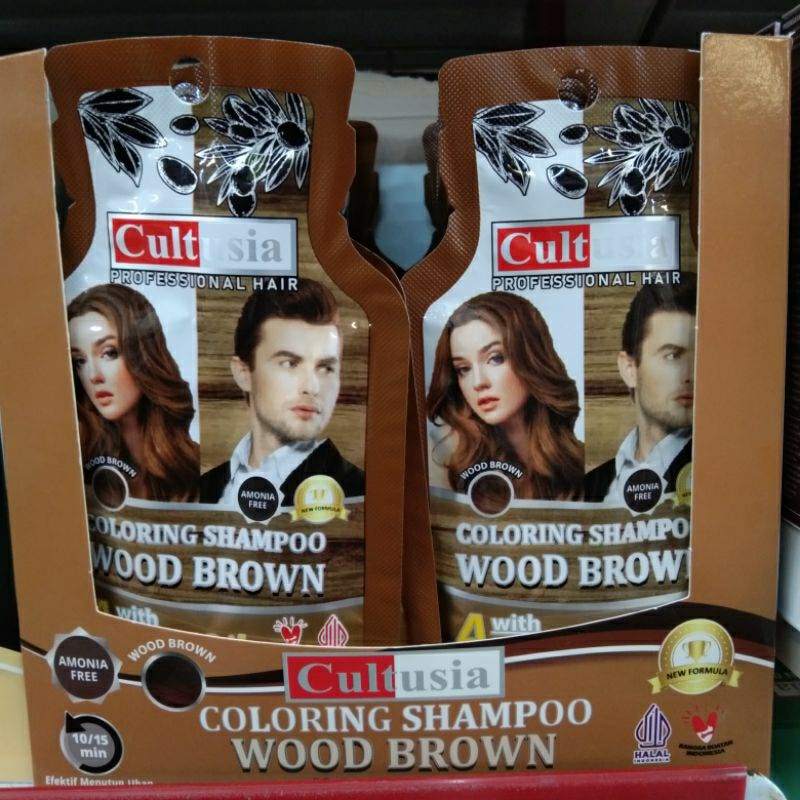 Cultusia
PROFESSIONAL HAIR
WOOD BROWN
AMONIA
FREE
NEW FORMULA
COLORING SHAMPOO
WOOD BROWN
with
Cultusia
PROFESSIONAL HAIR
WOOD BROWN
AMONIA
FREE
COLORING SHAMPOO
WOOD BROWN
4 with
AMONIA
FREE
WOOD BROWN
Cultusia
NEW FORMULA
COLORING SHAMPOO
WOOD BROWN
10/15
min
HALAL
INDONESIA
BANGGA BUATAN
INDONESIA
Efektif Menutup Uban